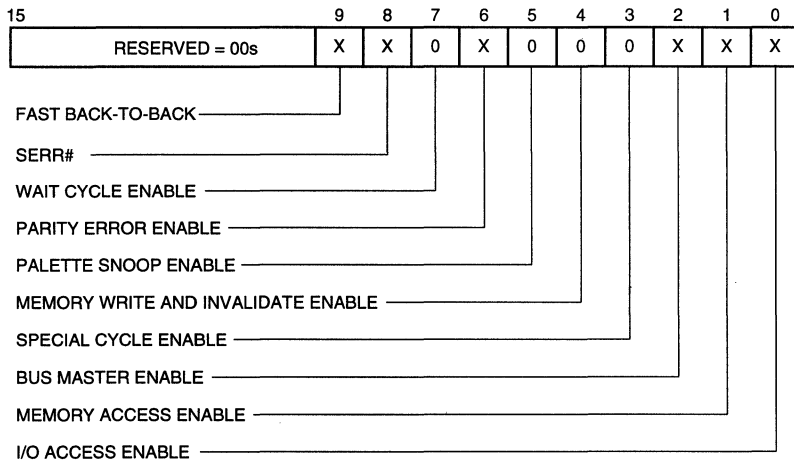 15 9 8 7 6 5 4 3 2 1 0
RESERVED = 00s X X 0 X 0 0 0 X X X
FAST BACK-TO-BACK
SERR#
WAIT CYCLE ENABLE
PARITY ERROR ENABLE
PALETTE SNOOP ENABLE
MEMORY WRITE AND INVALIDATE ENABLE
SPECIAL CYCLE ENABLE
BUS MASTER ENABLE
MEMORY ACCESS ENABLE
I/O ACCESS ENABLE